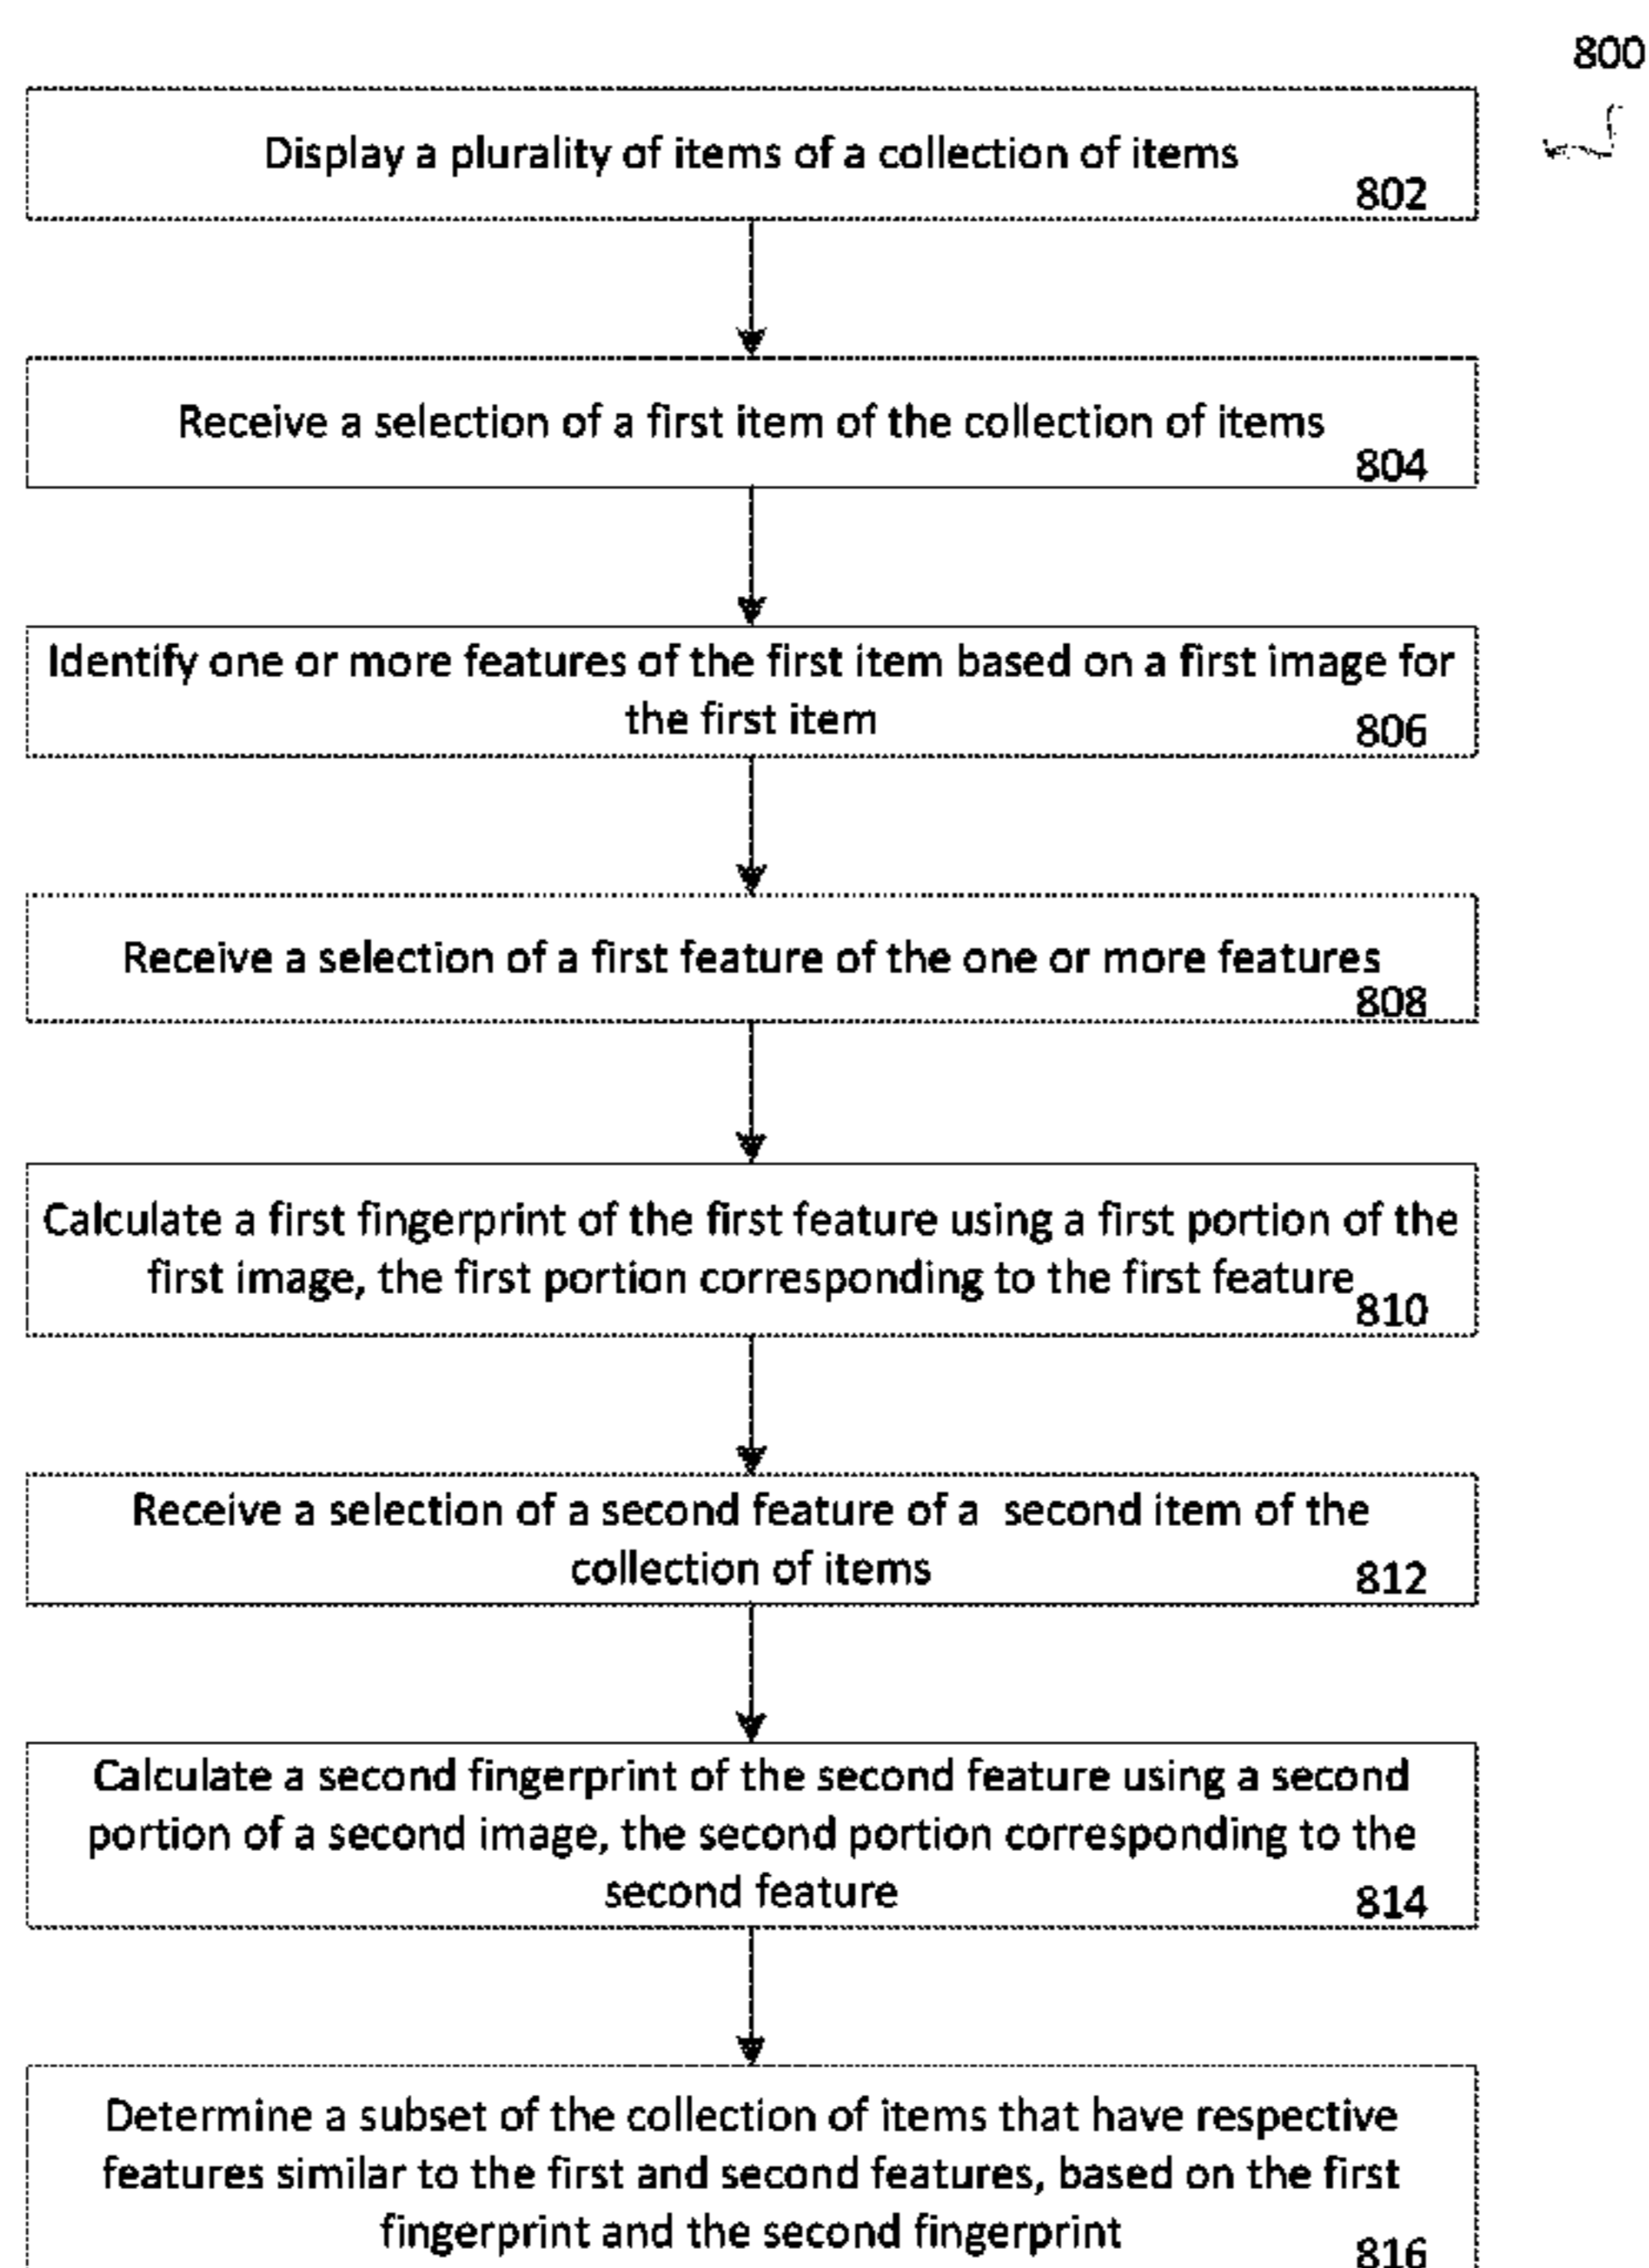 800
Display a plurality of items of a collection of items
802
Receive a selection of a first item of the collection of items
804
Identify one or more features of the first item based on a first image for
the first item
806
Receive a selection of a first feature of the one or more features
808
Calculate a first fingerprint of the first feature using a first portion of the
first image, the first portion corresponding to the first feature
810
Receive a selection of a second feature of a second item of the
collection of items
812
Calculate a second fingerprint of the second feature using a second
portion of a second image, the second portion corresponding to the
second feature
814
Determine a subset of the collection of items that have respective
features similar to the first and second features, based on the first
fingerprint and the second fingerprint
816